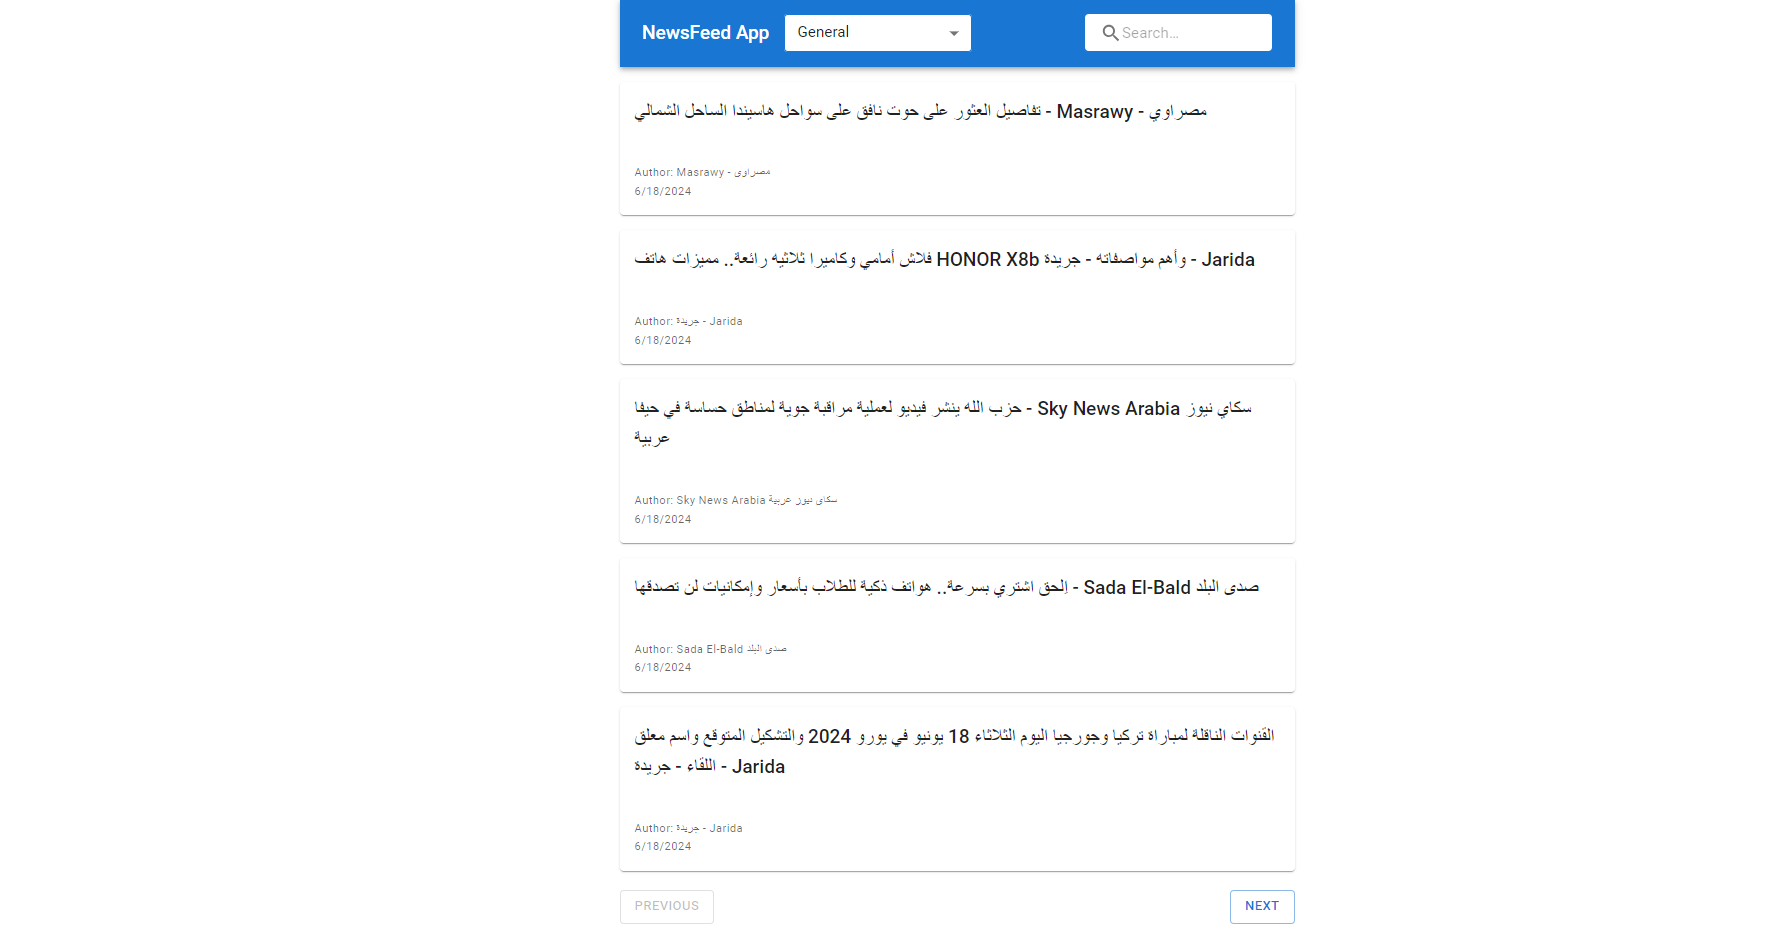 NewsFeed App
General
Search...
تفاصيل العثور على حوت نافق على سواحل هاسيندا الساحل الشمالي - Masrawy - مصراوي
Author: Masrawy - مصراوى
6/18/2024
فلاش أمامي وكاميرا ثلاثيه رائعة.. مميزات هاتف HONOR X8b وأهم مواصفاته - جريدة - Jarida
Author: جريدة - Jarida
6/18/2024
حزب الله ينشر فيديو لعملية مراقبة جوية لمناطق حساسة في حيفا - Sky News Arabia سكاي نيوز
عربية
Author: Sky News Arabia سكاى نيوز عربية
6/18/2024
اِلحق اشتري بسرعة.. هواتف ذكية للطلاب بأسعار وإمكانيات لن تصدقها - Sada El-Bald صدى البلد
Author: Sada El-Bald صدى البلد
6/18/2024
القنوات الناقلة لمباراة تركيا وجورجيا اليوم الثلاثاء 18 يونيو في يورو 2024 والتشكيل المتوقع واسم معلق
اللقاء - جريدة - Jarida
Author: جريدة - Jarida
6/18/2024
PREVIOUS
NEXT